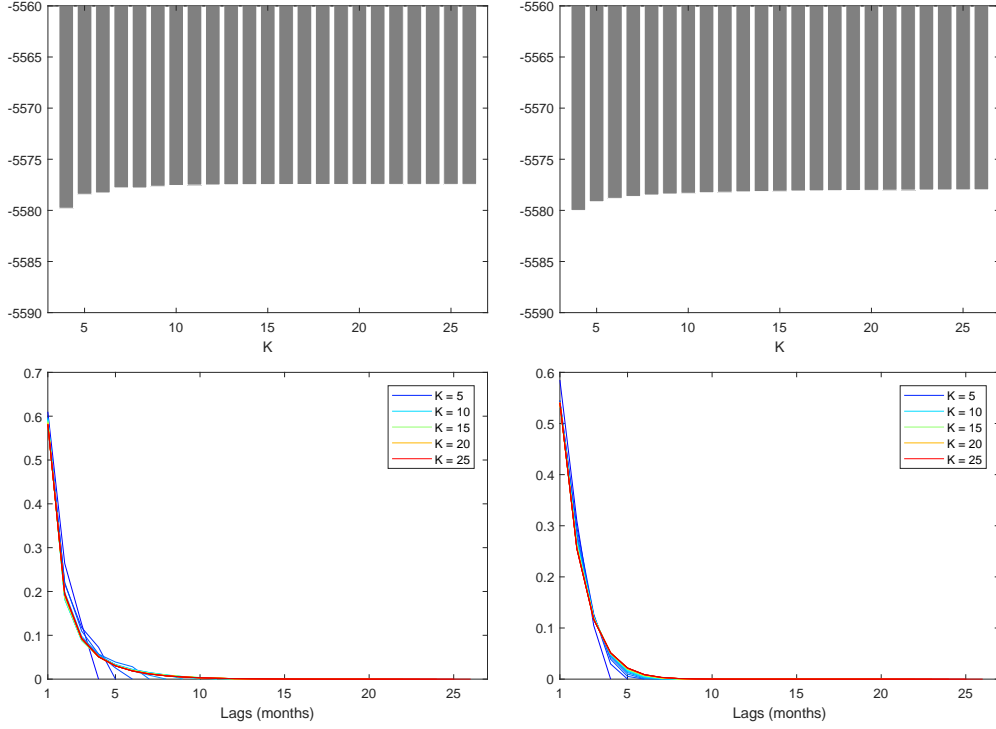 -5560
-5565
-5570
-5575
-5580
-5585
-5590
5 10 15 20 25
K
-5560
-5565
-5570
-5575
-5580
-5585
-5590
5 10 15 20 25
K
0.7
0.6
0.5
0.4
0.3
0.2
0.1
0
1 5 10 15 20 25
Lags (months)
K = 5
K = 10
K = 15
K = 20
K = 25
0.6
0.5
0.4
0.3
0.2
0.1
0
1 5 10 15 20 25
Lags (months)
K = 5
K = 10
K = 15
K = 20
K = 25